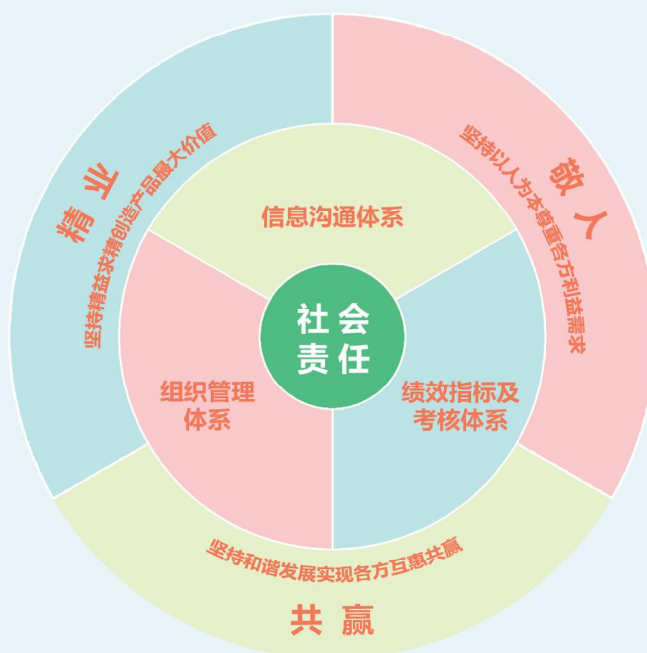 精业
坚持精益求精创造产品最大价值
敬人
坚持以人为本尊重各方利益需求
信息沟通体系
社会
责任
组织管理
体系
绩效指标及
考核体系
坚持和谐发展实现各方互惠共赢
共赢